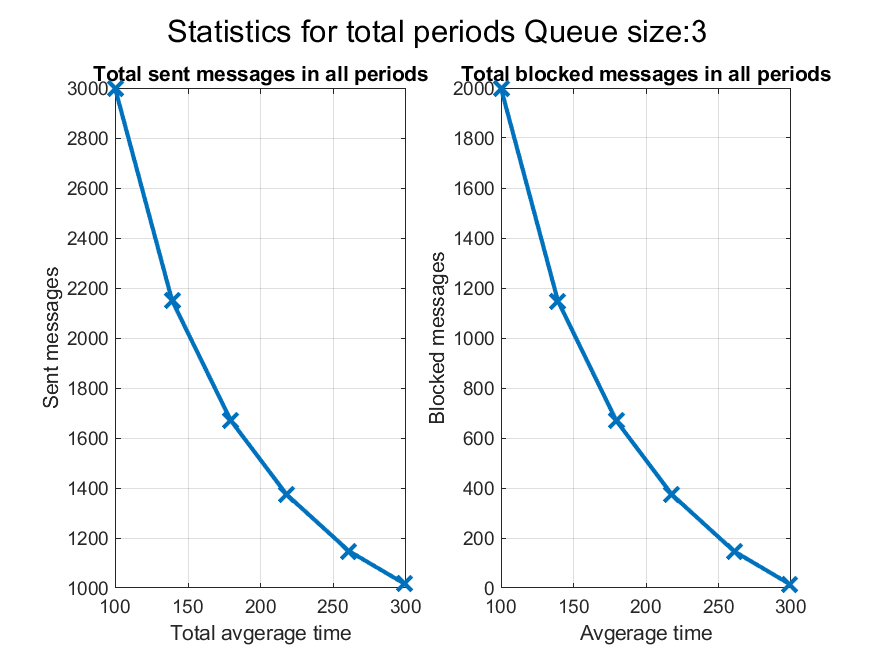 Statistics for total periods Queue size:3
Total sent messages in all periods
3000
2800
2600
2400
2200
2000
1800
1600
1400
1200
1000
Sent messages
100 150 200 250 300
Total avgerage time
Total blocked messages in all periods
2000
1800
1600
1400
1200
1000
800
600
400
200
0
Blocked messages
100 150 200 250 300
Avgerage time